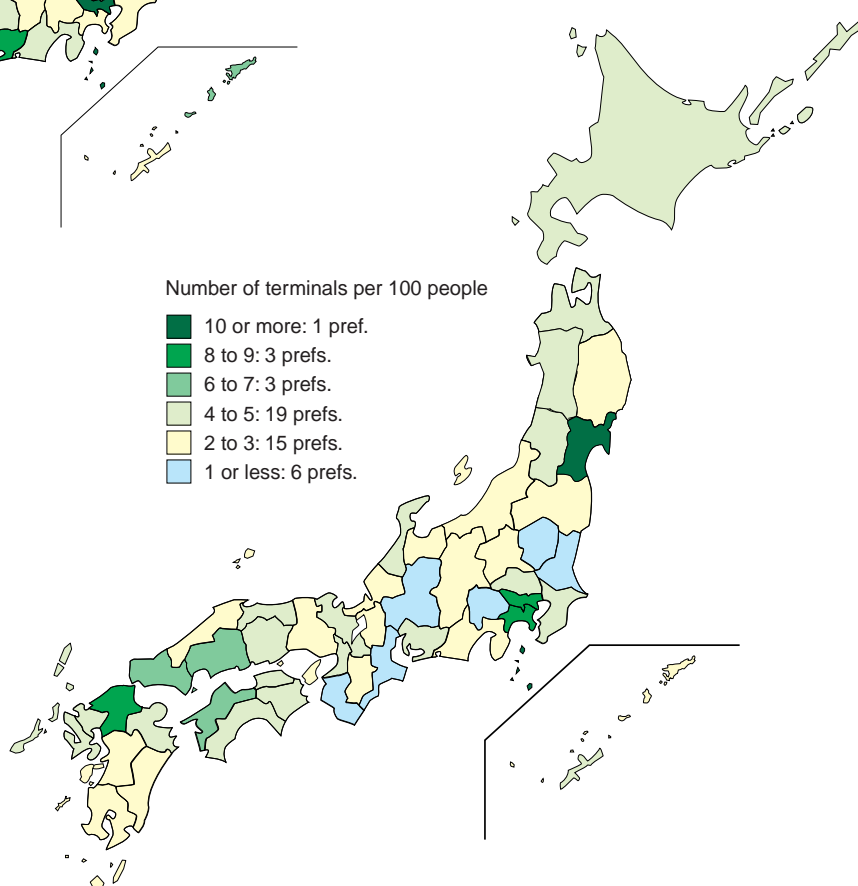 Number of terminals per 100 people
10 or more: 1 pref.
8 to 9: 3 prefs.
6 to 7: 3 prefs.
4 to 5: 19 prefs.
2 to 3: 15 prefs.
1 or less: 6 prefs.